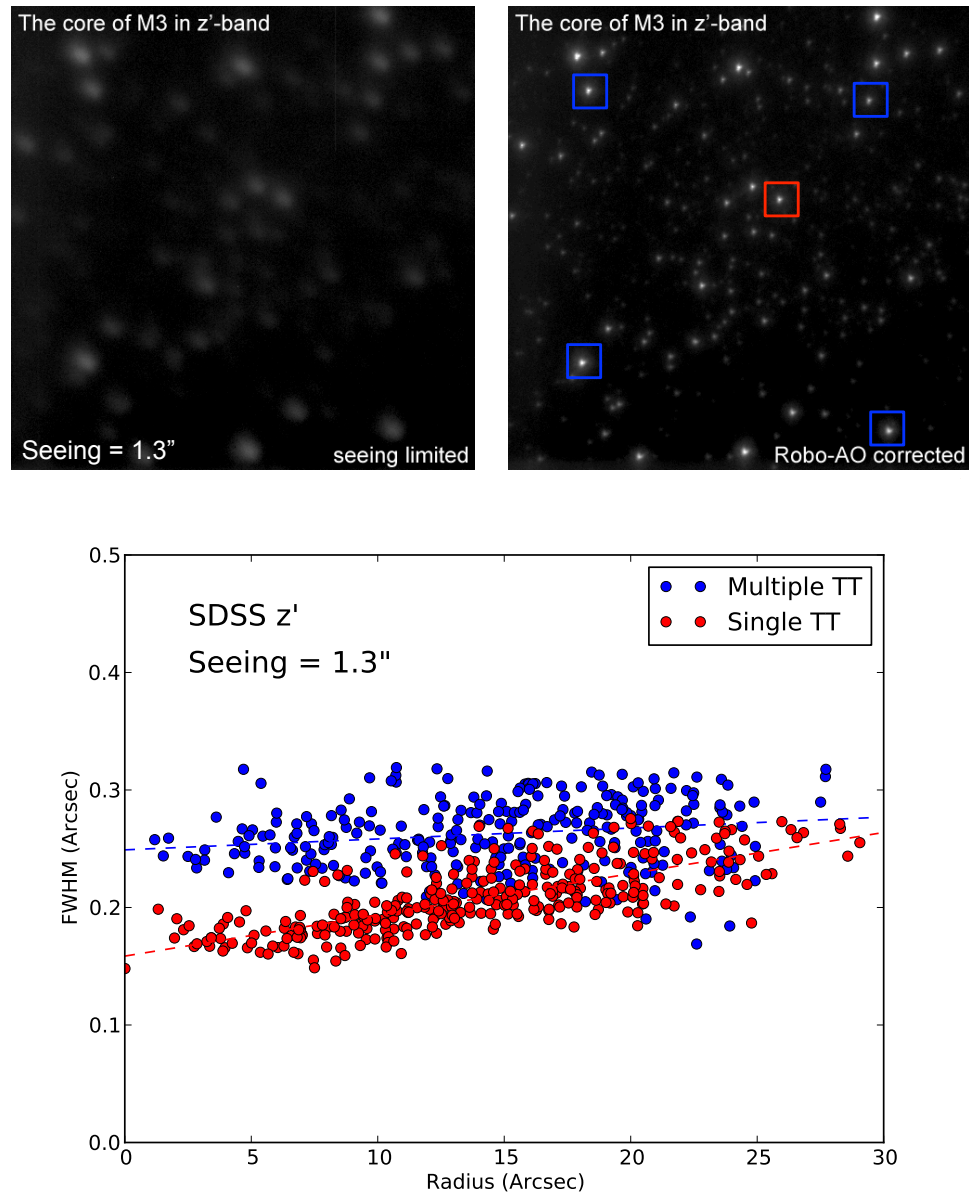 The core of M3 in z’-band
Seeing = 1.3”
seeing limited
The core of M3 in z’-band
Robo-AO corrected
SDSS z'
Seeing = 1.3"
Multiple TT
Single TT
FWHM (Arcsec)
0.5
0.4
0.3
0.2
0.1
0.0
0
5
10
15
20
25
30
Radius (Arcsec)